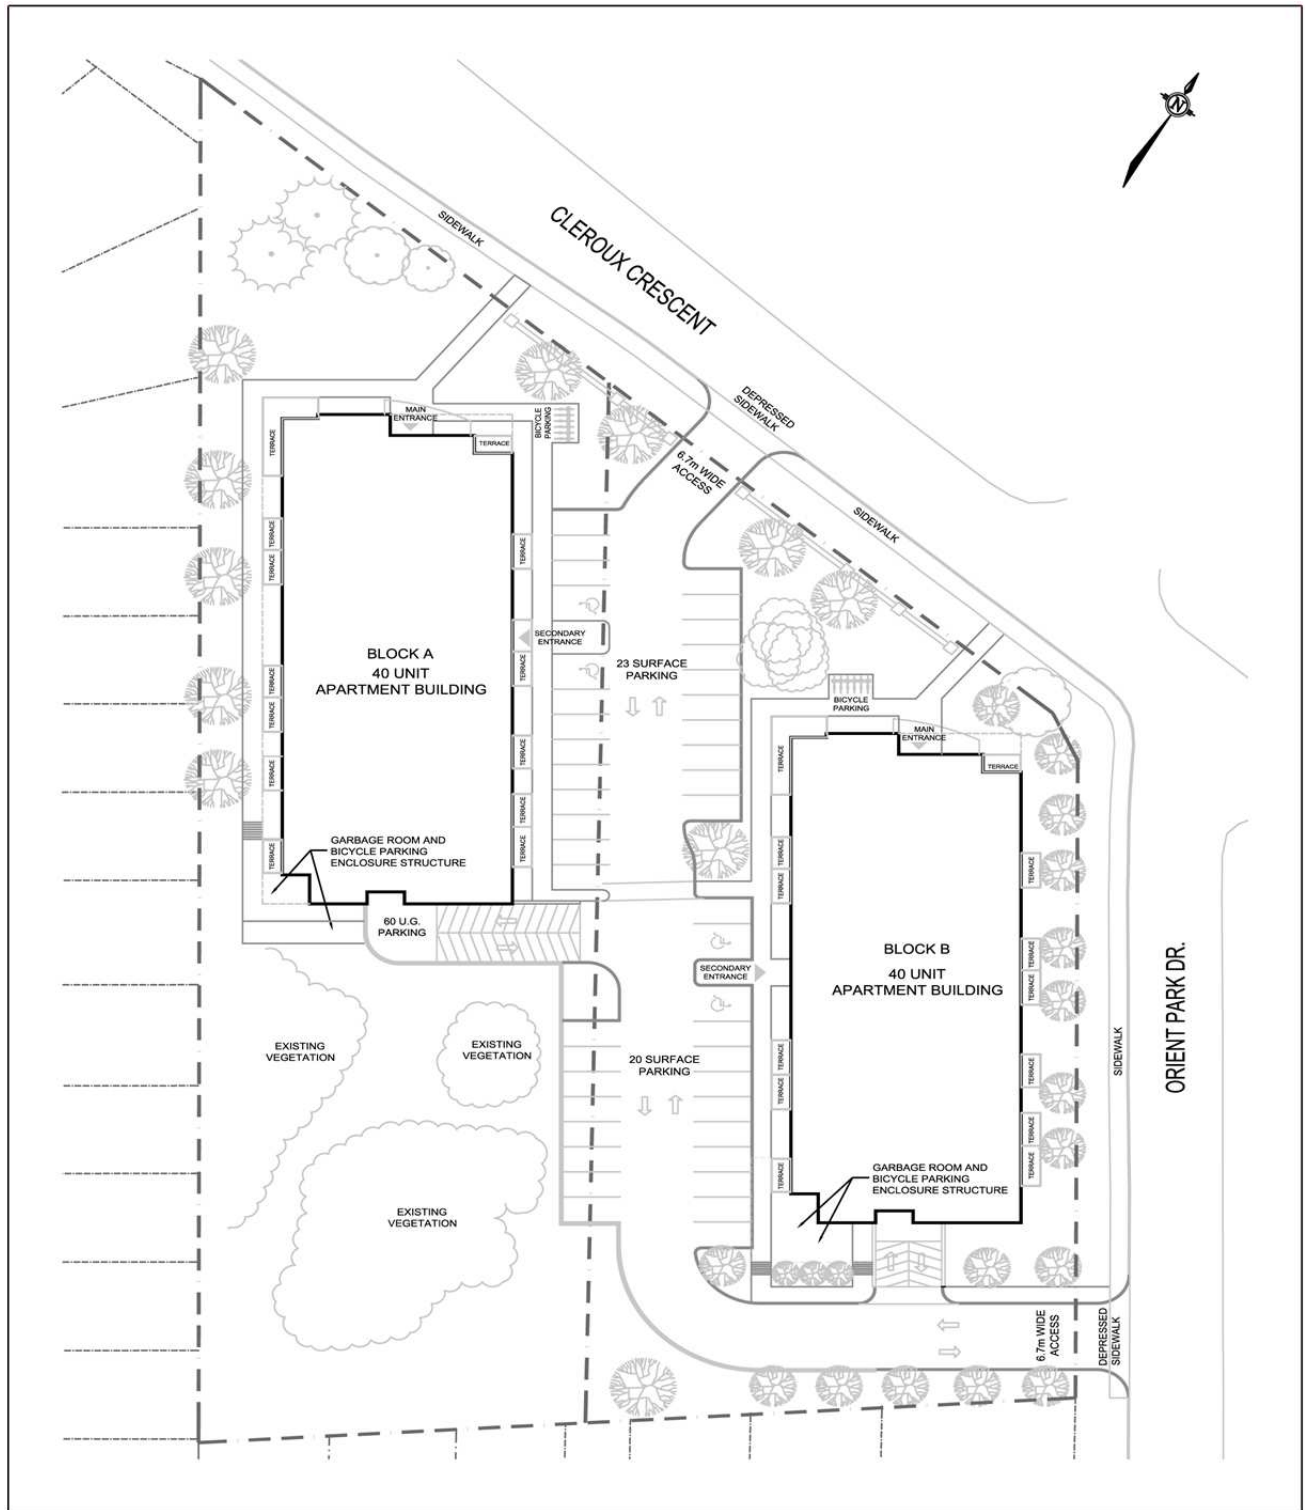 N
CLEROUX CRESCENT
SIDEWALK
DEPRESSED
SIDEWALK
6.7m WIDE
ACCESS
SIDEWALK
MAIN
ENTRANCE
TERRACE
BICYCLE
PARKING
TERRACE
TERRACE
TERRACE
TERRACE
SECONDARY
ENTRANCE
BLOCK A
40 UNIT
APARTMENT BUILDING
TERRACE
TERRACE
TERRACE
TERRACE
TERRACE
TERRACE
TERRACE
TERRACE
GARBAGE ROOM AND
BICYCLE PARKING
ENCLOSURE STRUCTURE
60 U.G.
PARKING
23 SURFACE
PARKING
BICYCLE
PARKING
MAIN
ENTRANCE
TERRACE
TERRACE
TERRACE
TERRACE
TERRACE
BLOCK B
40 UNIT
APARTMENT BUILDING
SECONDARY
ENTRANCE
TERRACE
TERRACE
TERRACE
TERRACE
TERRACE
TERRACE
TERRACE
TERRACE
20 SURFACE
PARKING
EXISTING
VEGETATION
EXISTING
VEGETATION
EXISTING
VEGETATION
GARBAGE ROOM AND
BICYCLE PARKING
ENCLOSURE STRUCTURE
ORIENT PARK DR.
SIDEWALK
6.7m WIDE
ACCESS
DEPRESSED
SIDEWALK